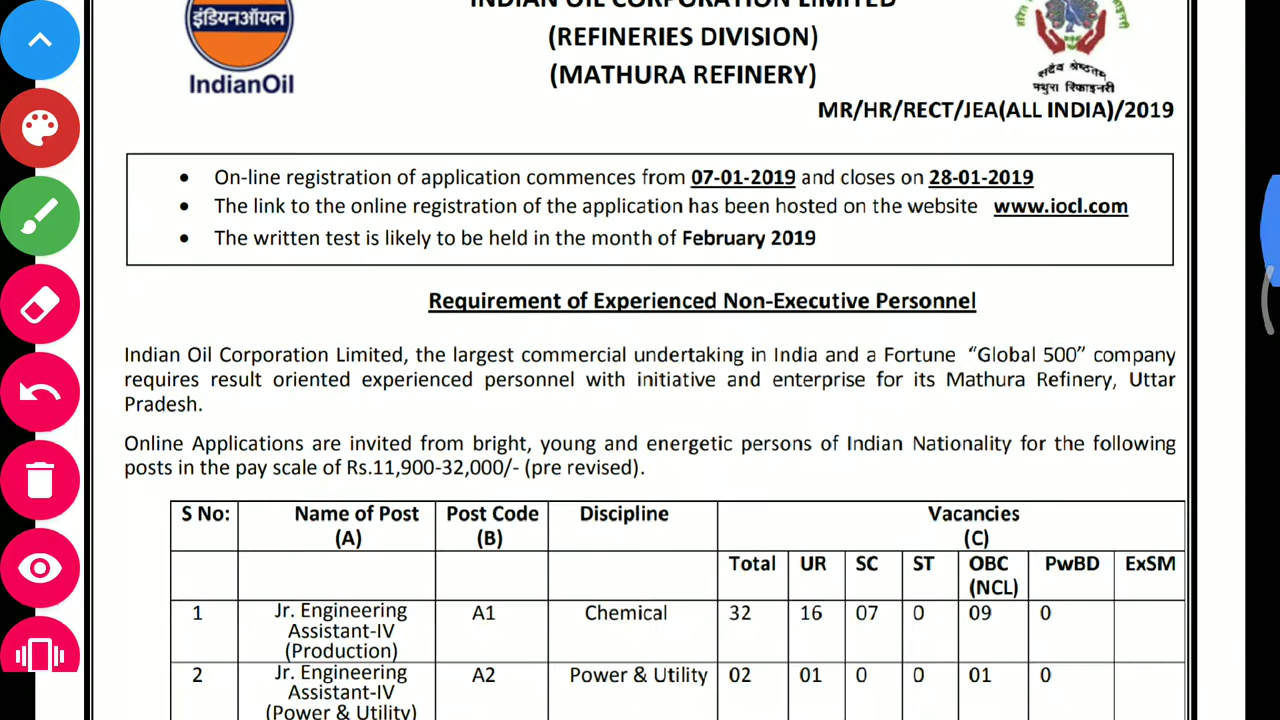 INDIAN OIL CORPORATION LIMITED
इंडियनऑयल
(REFINERIES DIVISION)
IndianOil
(MATHURA REFINERY)
सदैव श्रेष्ठतम्
मथुरा रिफाइनरी
MR/HR/RECT/JEA(ALL INDIA)/2019
• On-line registration of application commences from 07-01-2019 and closes on 28-01-2019
• The link to the online registration of the application has been hosted on the website www.iocl.com
• The written test is likely to be held in the month of February 2019
Requirement of Experienced Non-Executive Personnel
Indian Oil Corporation Limited, the largest commercial undertaking in India and a Fortune “Global 500” company
requires result oriented experienced personnel with initiative and enterprise for its Mathura Refinery, Uttar
Pradesh.
Online Applications are invited from bright, young and energetic persons of Indian Nationality for the following
posts in the pay scale of Rs.11,900-32,000/- (pre revised).
S No: Name of Post Post Code Discipline Vacancies
(A) (B) (C)
Total UR SC ST OBC PwBD ExSM
(NCL)
1 Jr. Engineering A1 Chemical 32 16 07 0 09 0
Assistant-IV
(Production)
2 Jr. Engineering A2 Power & Utility 02 01 0 0 01 0
Assistant-IV
(Power & Utility)